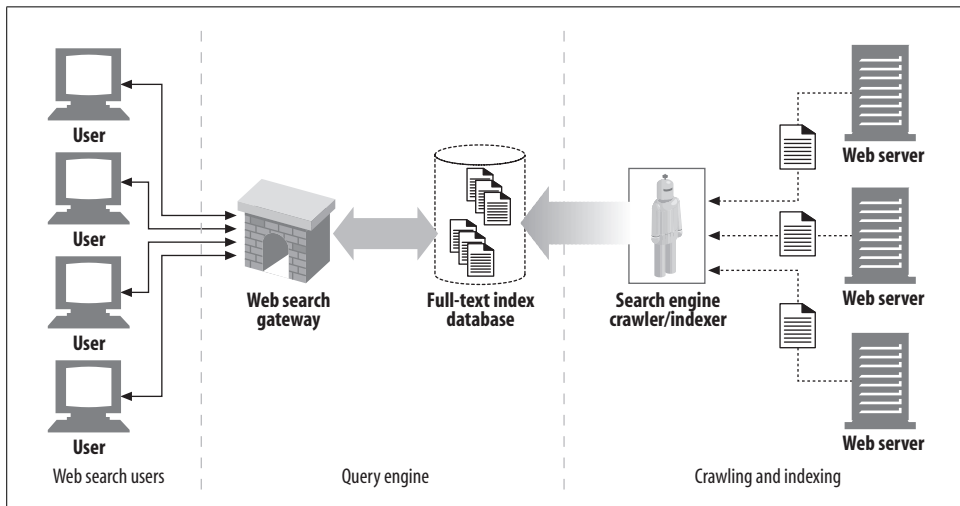 User
User
User
User
Web search users
Web search
gateway
Full-text index
database
Query engine
Search engine
crawler/indexer
Web server
Web server
Web server
Crawling and indexing